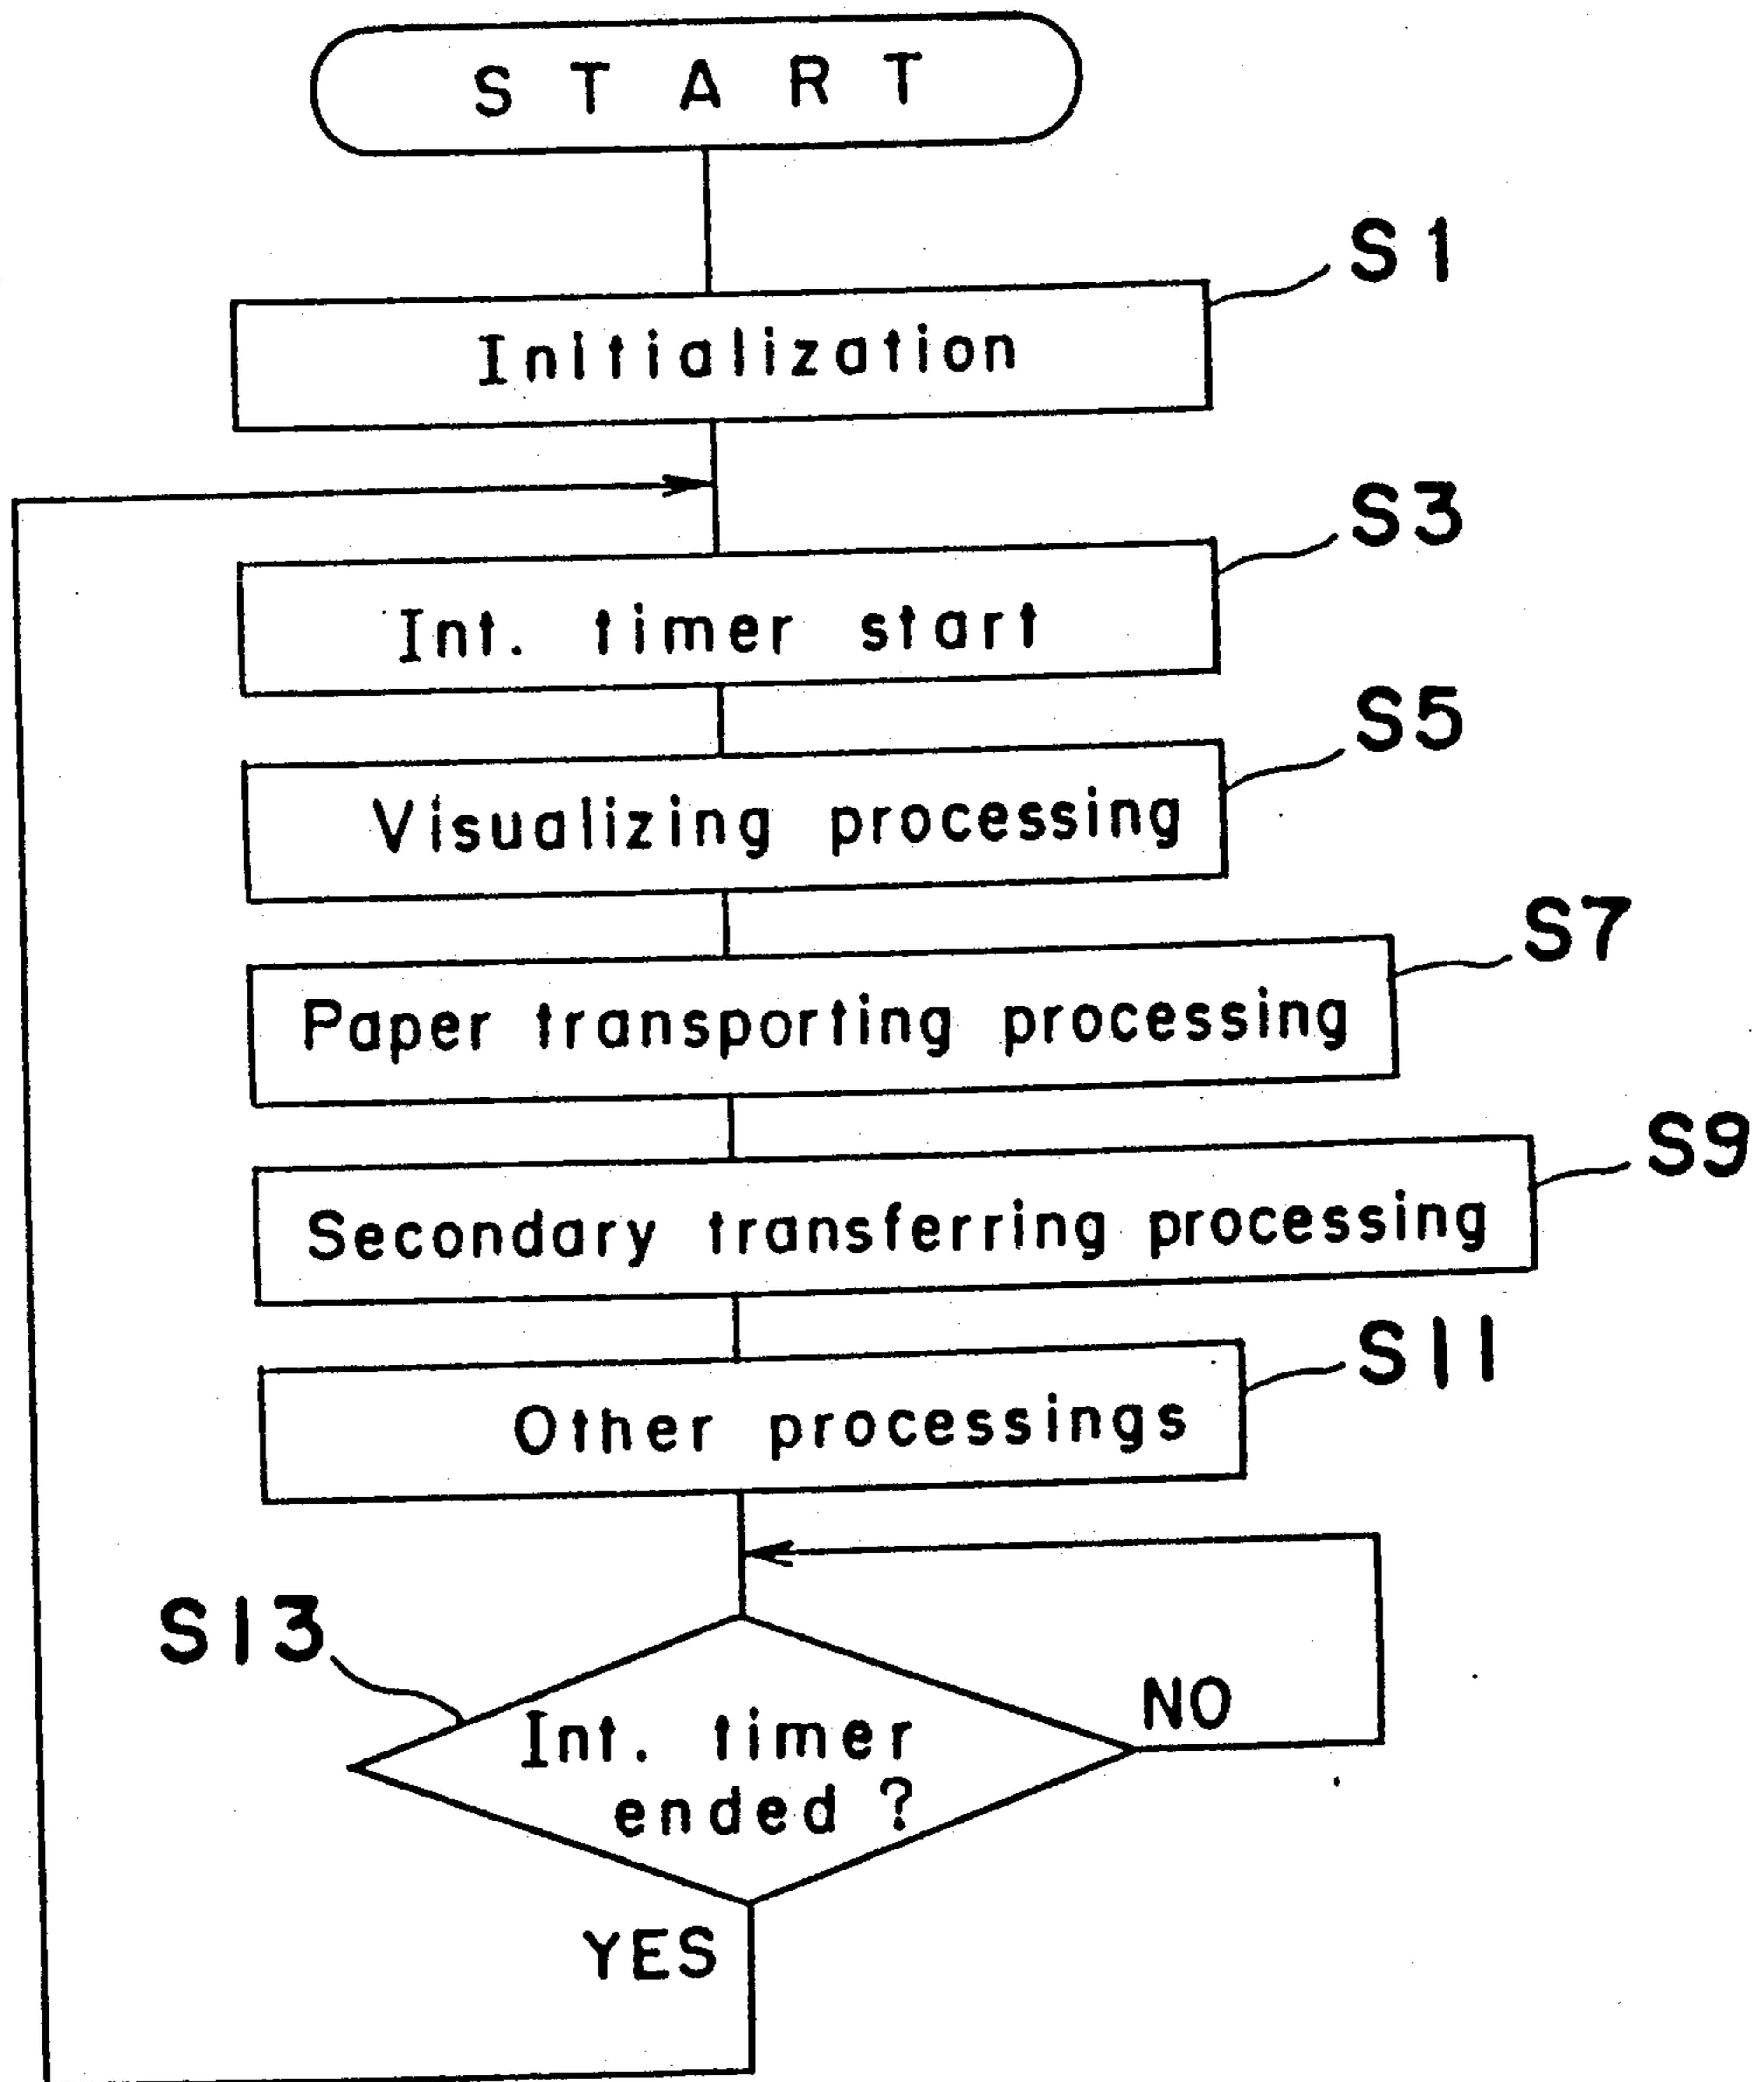 START
S1
Initialization
S3
Int. timer start
S5
Visualizing processing
S7
Paper transporting processing
S9
Secondary transferring processing
S11
Other processings
S13
Int. timer
ended ?
NO
YES